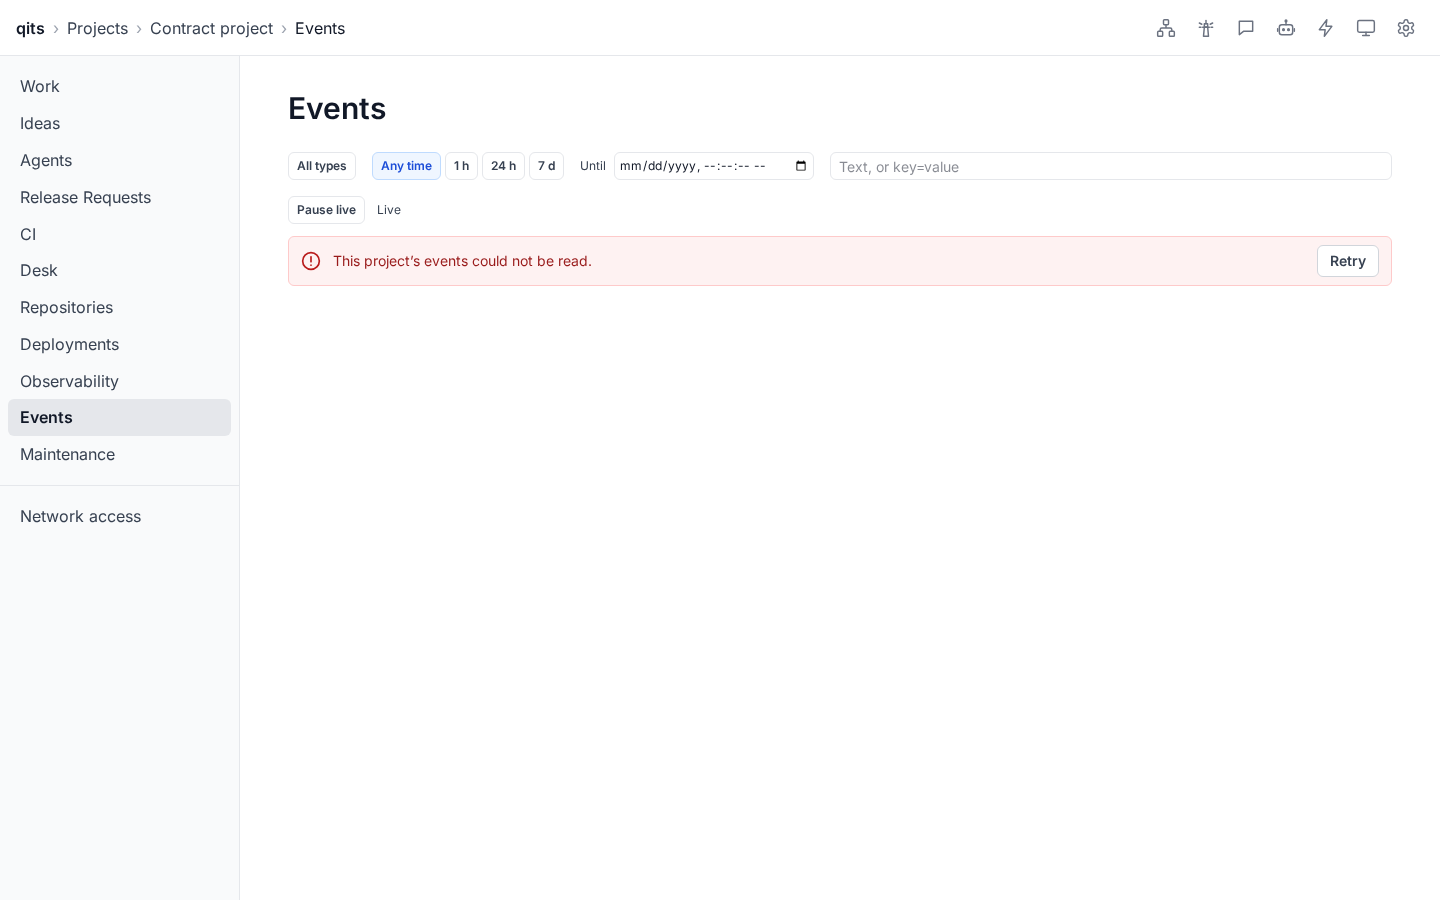 qits › Projects › Contract project › Events
Work
Ideas
Agents
Release Requests
CI
Desk
Repositories
Deployments
Observability
Events
Maintenance
Network access
Events
All types Any time 1 h 24 h 7 d Until mm/dd/yyyy, --:--:-- -- Text, or key=value
Pause live Live
This project’s events could not be read. Retry